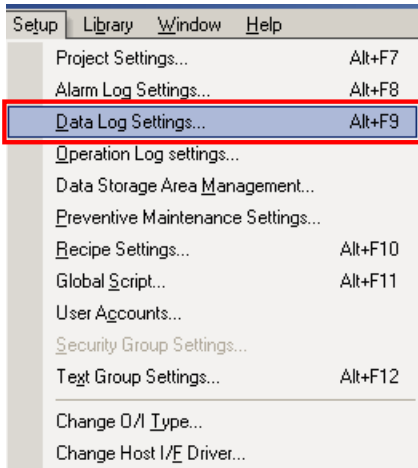 Setup Library Window Help
Project Settings... Alt+F7
Alarm Log Settings... Alt+F8
Data Log Settings... Alt+F9
Operation Log settings...
Data Storage Area Management...
Preventive Maintenance Settings...
Recipe Settings... Alt+F10
Global Script... Alt+F11
User Accounts...
Security Group Settings...
Text Group Settings... Alt+F12
Change O/I Type...
Change Host I/F Driver...